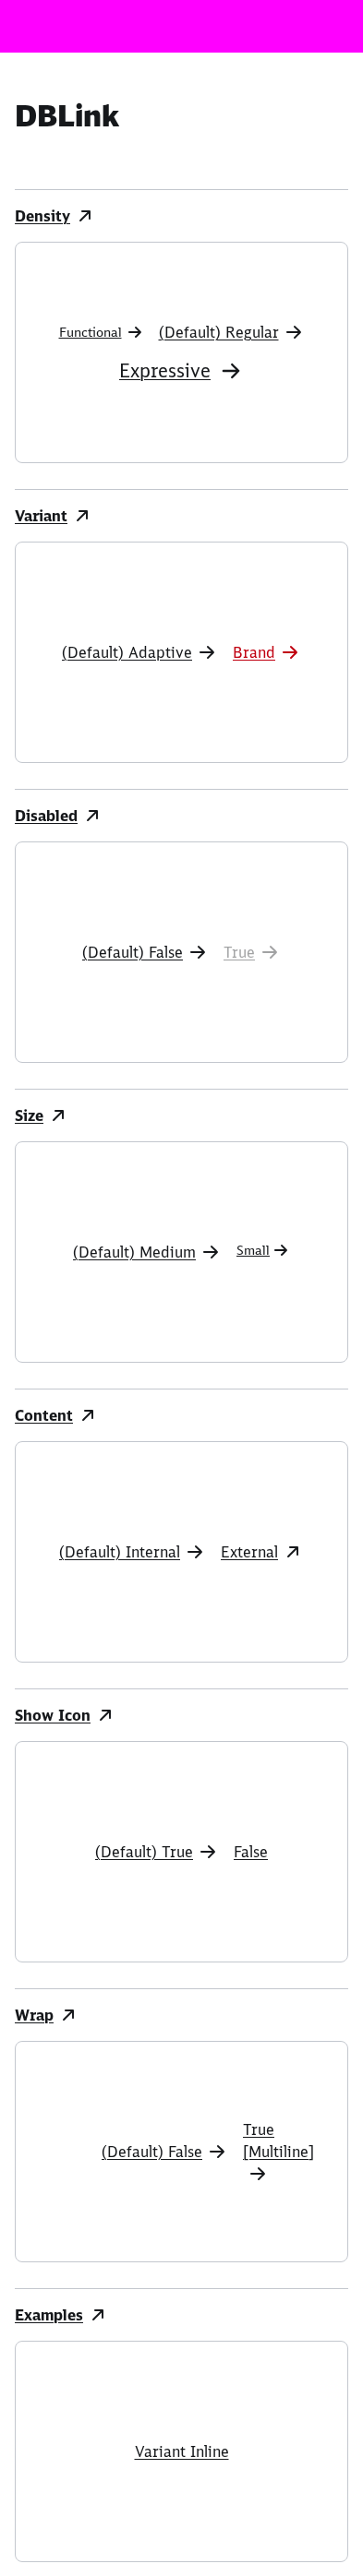 DBLink
Density
Functional (Default) Regular
Expressive
Variant
(Default) Adaptive Brand
Disabled
(Default) False True
Size
(Default) Medium Small
Content
(Default) Internal External
Show Icon
(Default) True False
Wrap
True
(Default) False [Multiline]
Examples
Variant Inline